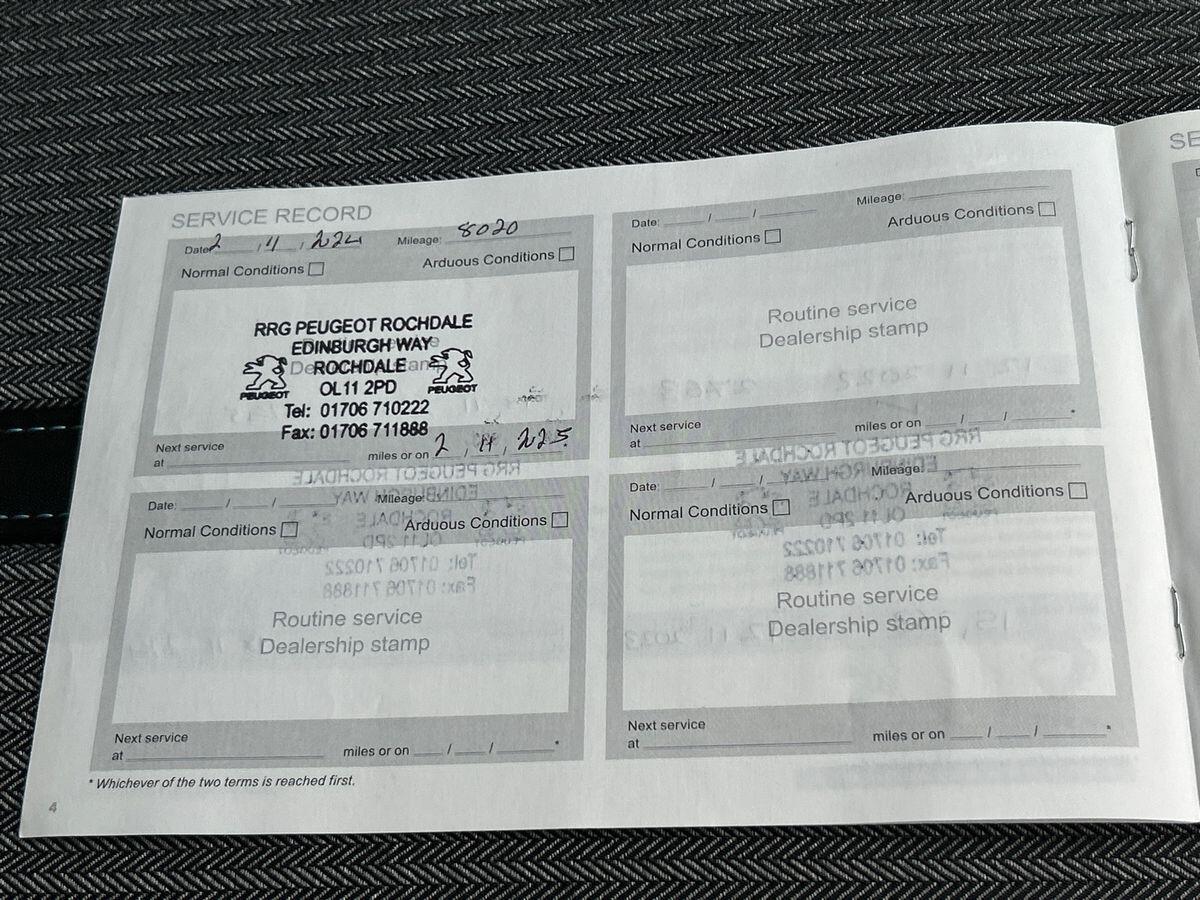 SERVICE RECORD
Date: 2 / 4 / 224 Mileage: 8020
Normal Conditions Arduous Conditions
RRG PEUGEOT ROCHDALE
EDINBURGH WAY
ROCHDALE
PEUGEOT OL11 2PD PEUGEOT
Tel: 01706 710222
Fax: 01706 711888
Next service
at miles or on 2 / 4 / 225
Date: / / Mileage:
Normal Conditions Arduous Conditions
Routine service
Dealership stamp
Next service
at miles or on / / *
Date: / / Mileage:
Normal Conditions Arduous Conditions
Routine service
Dealership stamp
Next service
at miles or on / / *
Date: / / Mileage:
Normal Conditions Arduous Conditions
Routine service
Dealership stamp
Next service
at miles or on / / *
* Whichever of the two terms is reached first.
4
SE